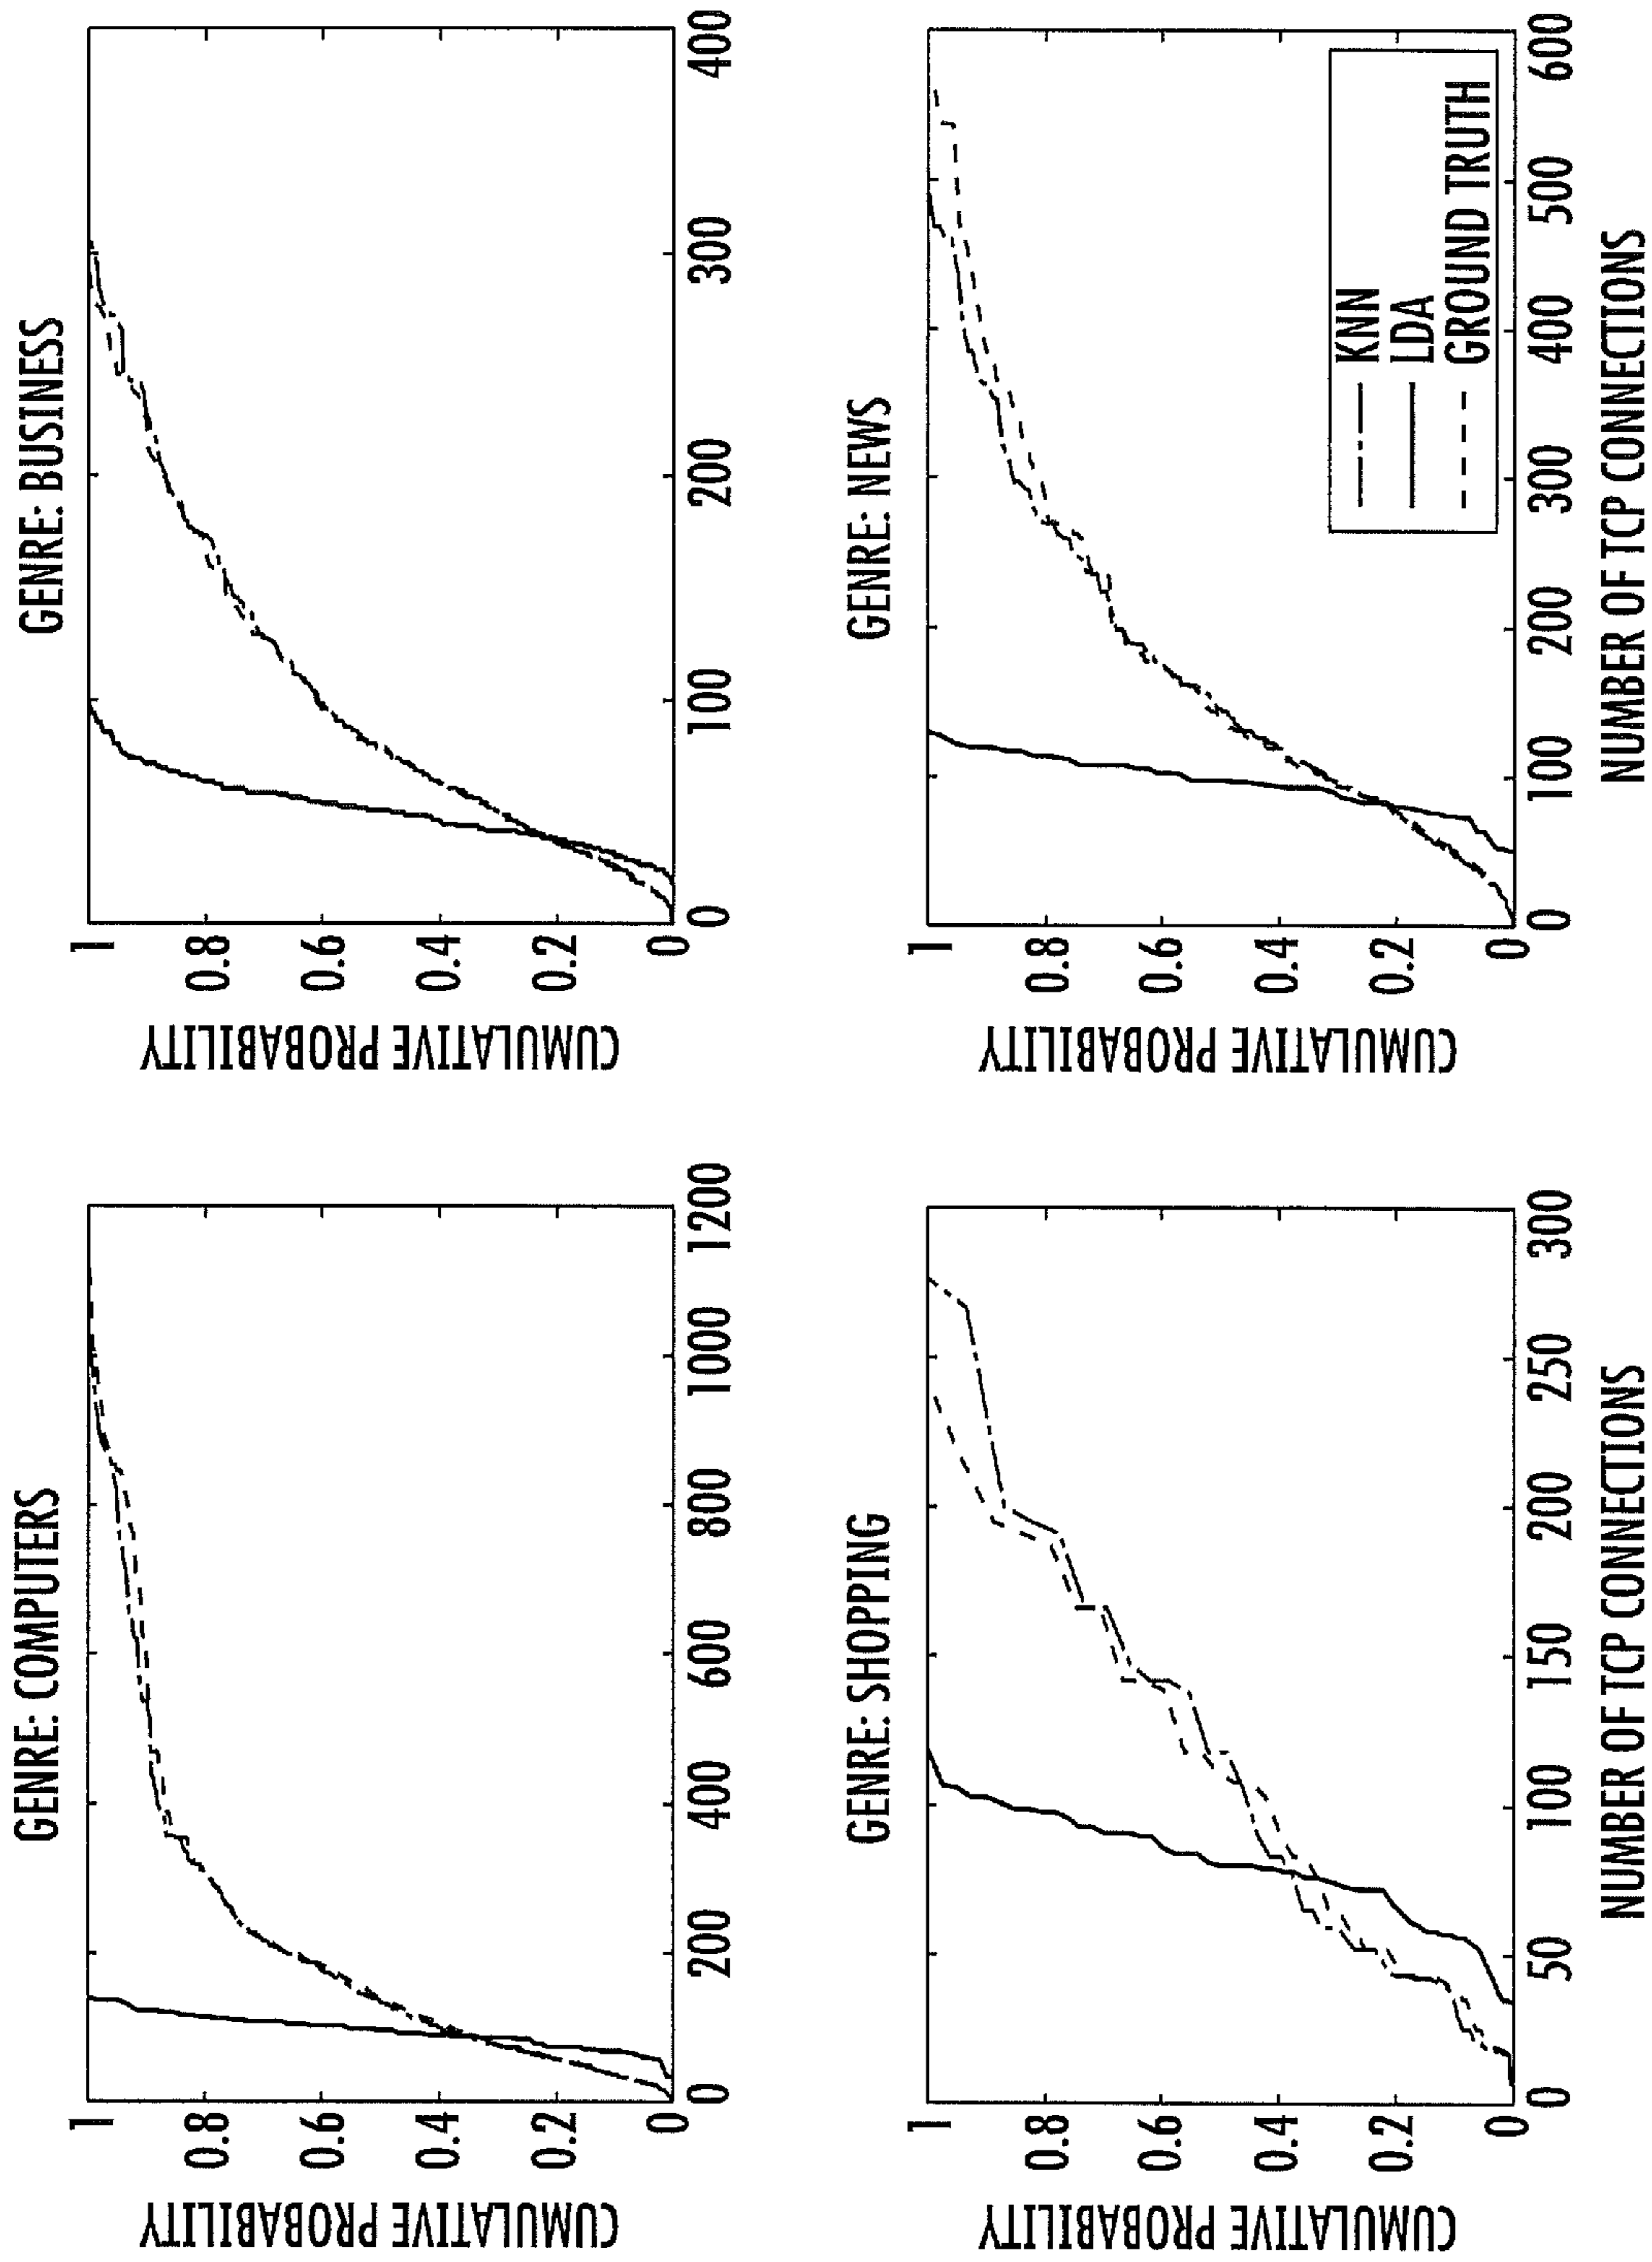 GENRE: COMPUTERS
CUMULATIVE PROBABILITY
1
0.8
0.6
0.4
0.2
0
0 200 400 600 800 1000 1200
GENRE: BUSINESS
CUMULATIVE PROBABILITY
1
0.8
0.6
0.4
0.2
0
0 100 200 300 400
GENRE: SHOPPING
CUMULATIVE PROBABILITY
1
0.8
0.6
0.4
0.2
0
0 50 100 150 200 250 300
NUMBER OF TCP CONNECTIONS
GENRE: NEWS
CUMULATIVE PROBABILITY
1
0.8
0.6
0.4
0.2
0
KNN
LDA
GROUND TRUTH
0 100 200 300 400 500 600
NUMBER OF TCP CONNECTIONS